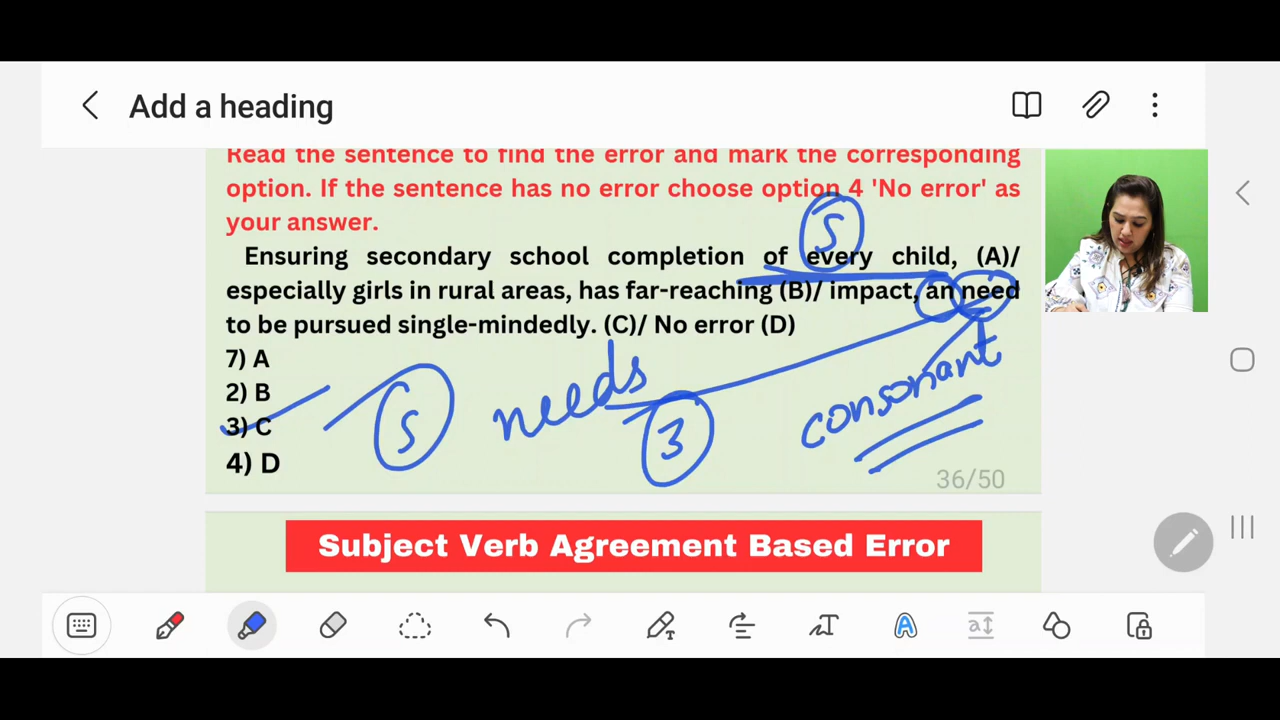 Add a heading
Read the sentence to find the error and mark the corresponding
option. If the sentence has no error choose option 4 'No error' as
your answer.
S
Ensuring secondary school completion of every child, (A)/
especially girls in rural areas, has far-reaching (B)/ impact, an need
to be pursued single-mindedly. (C)/ No error (D)
7) A
2) B
3) C
4) D
S
needs
3
consonant
36/50
Subject Verb Agreement Based Error